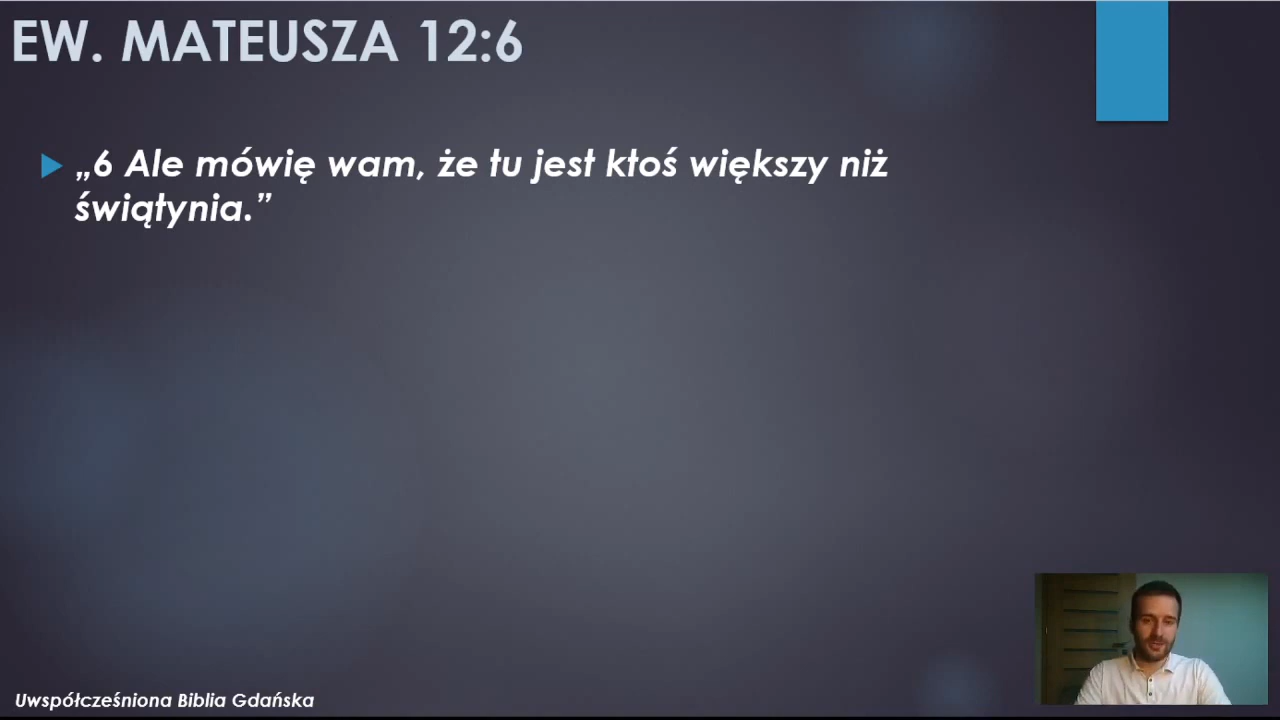 EW. MATEUSZA 12:6
„6 Ale mówię wam, że tu jest ktoś większy niż
świątynia.”
Uwspółcześniona Biblia Gdańska